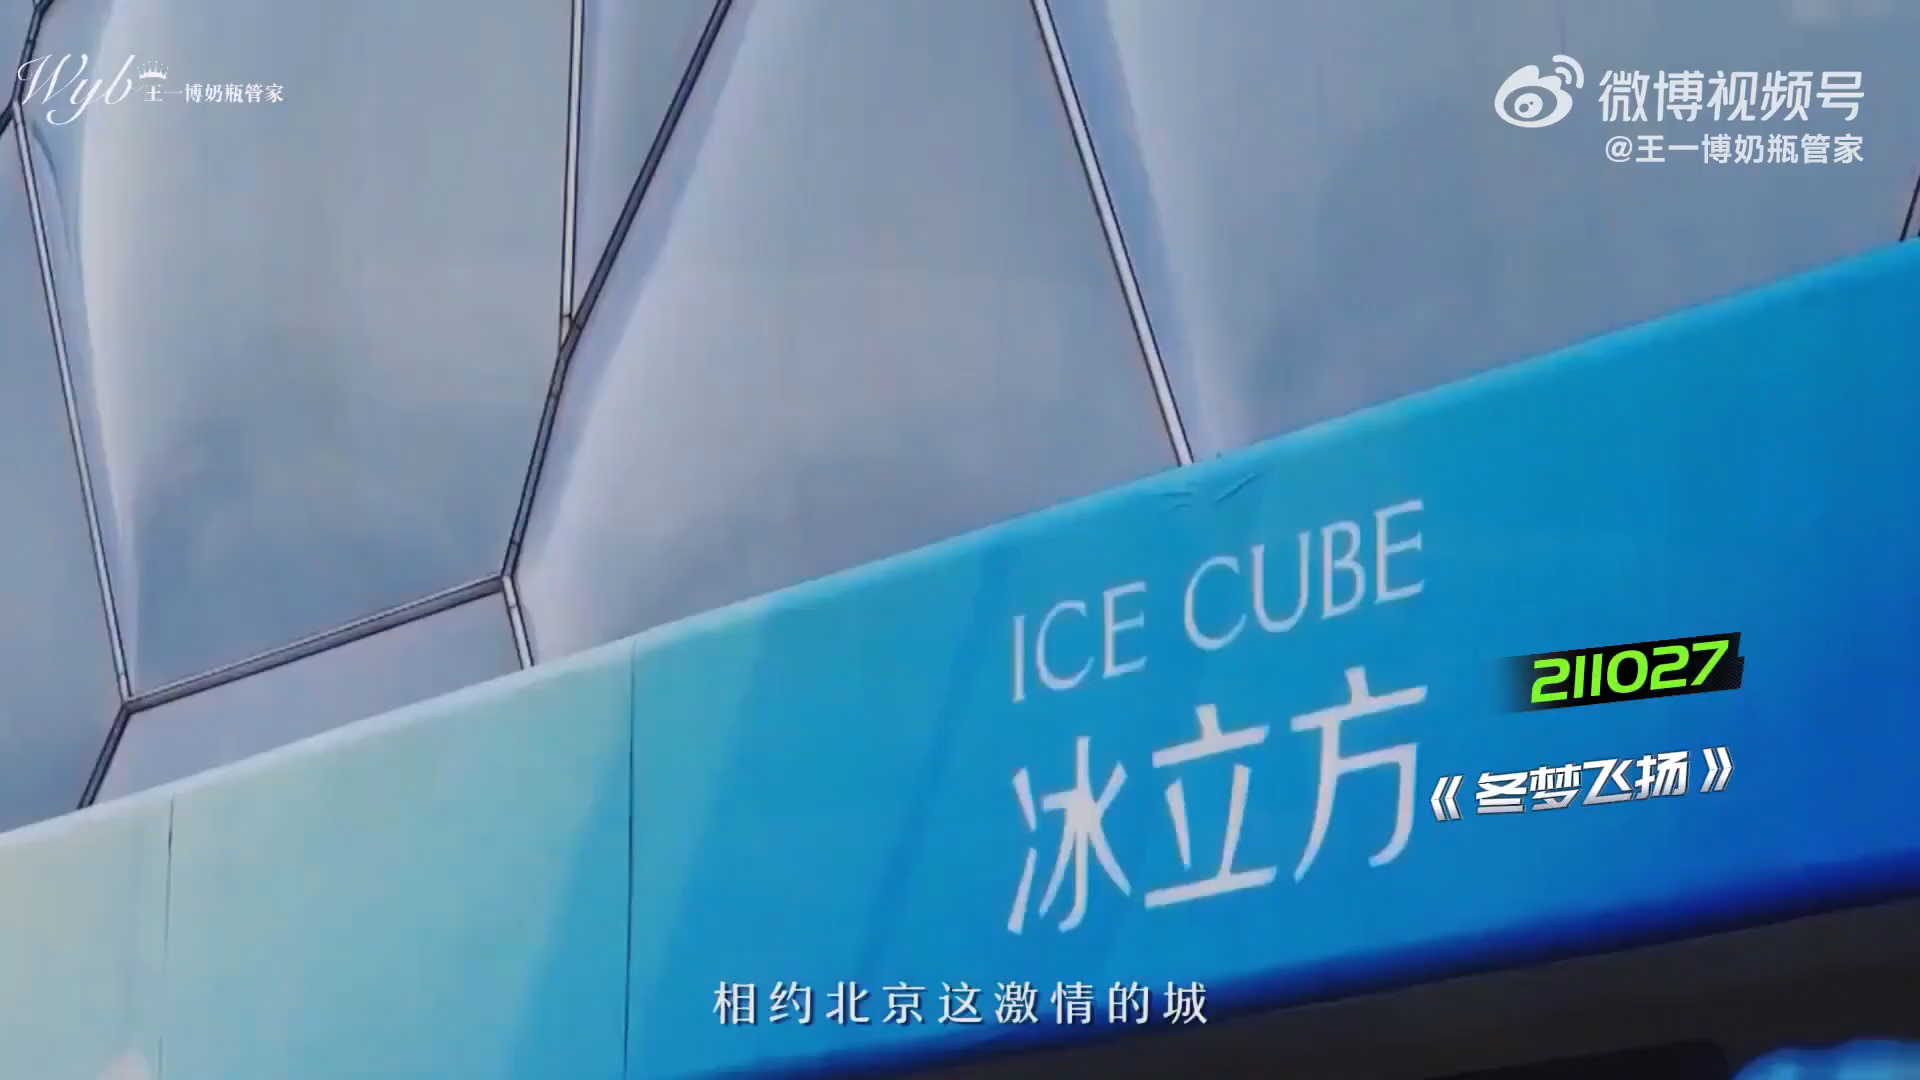 Wyb 王一博奶瓶管家
微博视频号
@王一博奶瓶管家
ICE CUBE
冰立方
211027
《冬梦飞扬》
相约北京这激情的城